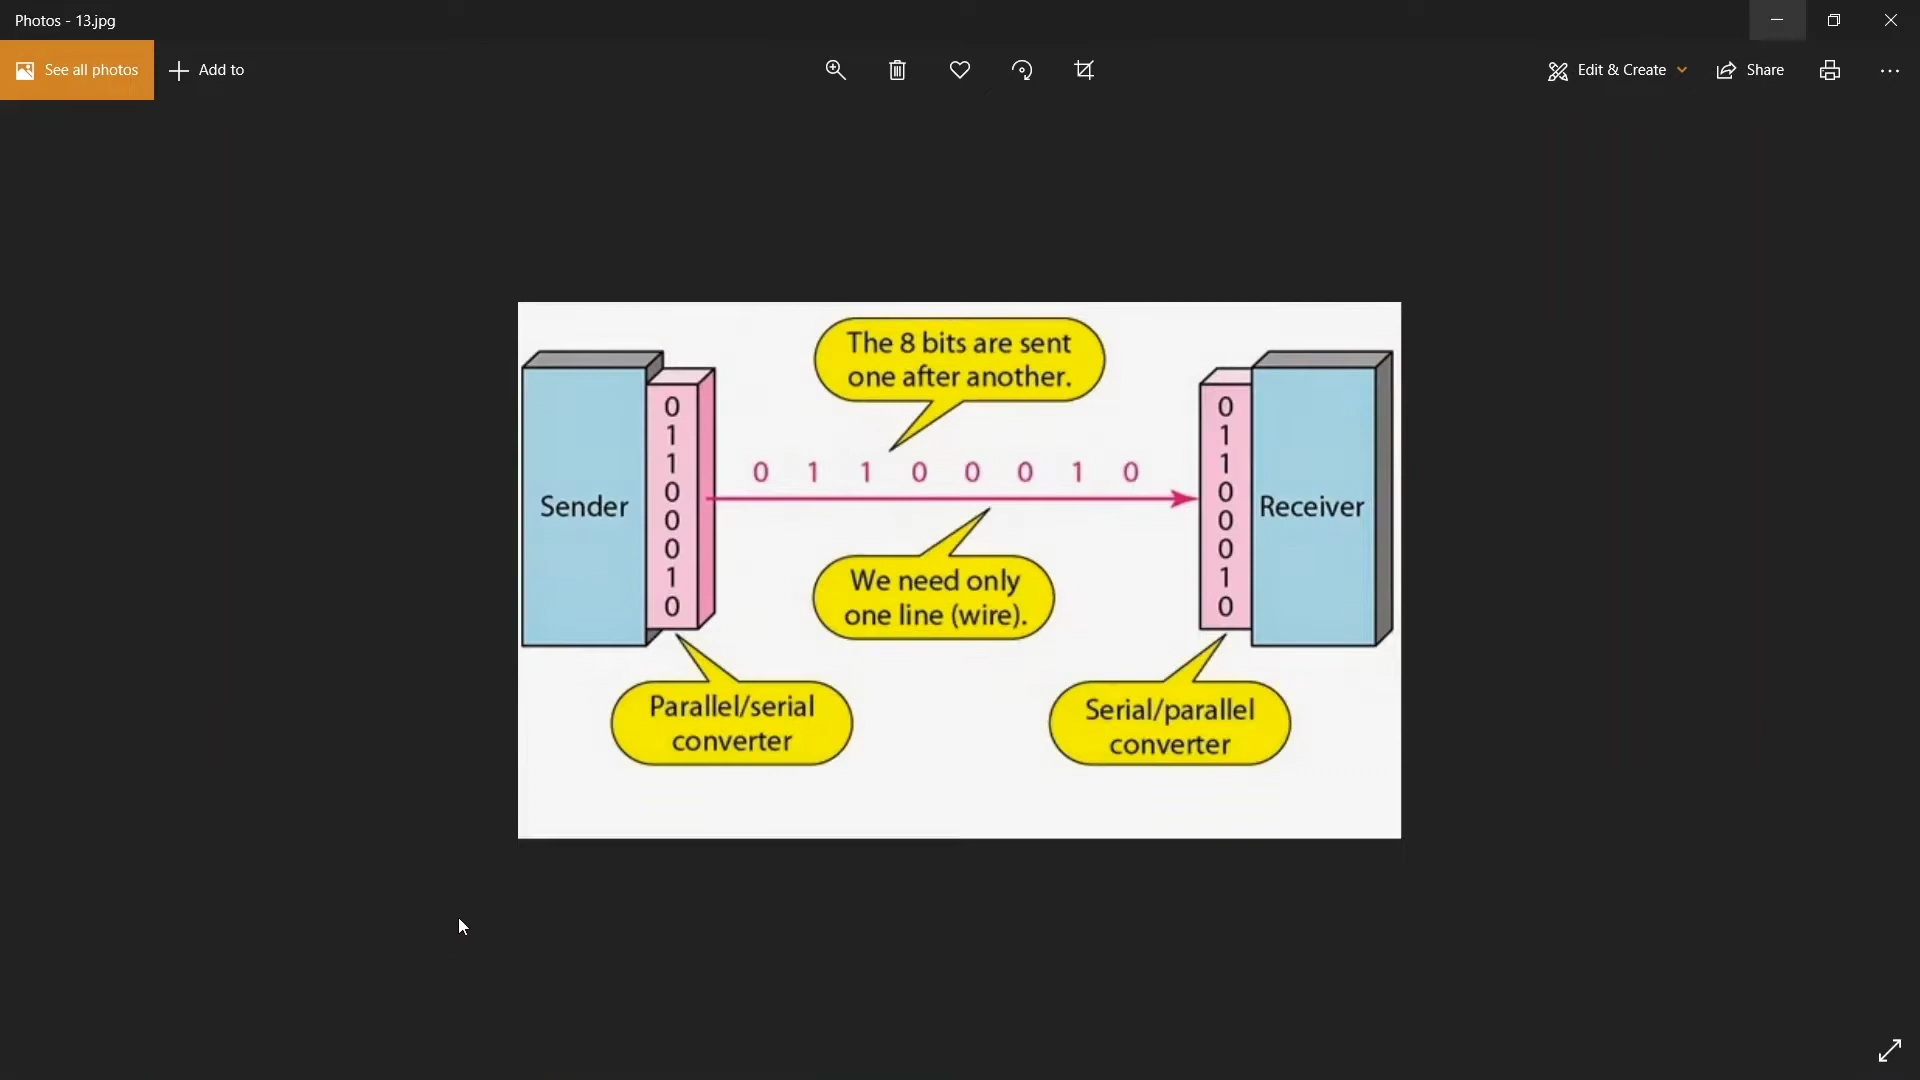 Photos - 13.jpg
See all photos
Add to
Edit & Create
Share
The 8 bits are sent
one after another.
0 1 1 0 0 0 1 0
Sender
0
1
1
0
0
0
1
0
0
1
1
0
0
0
1
0
Receiver
We need only
one line (wire).
Parallel/serial
converter
Serial/parallel
converter